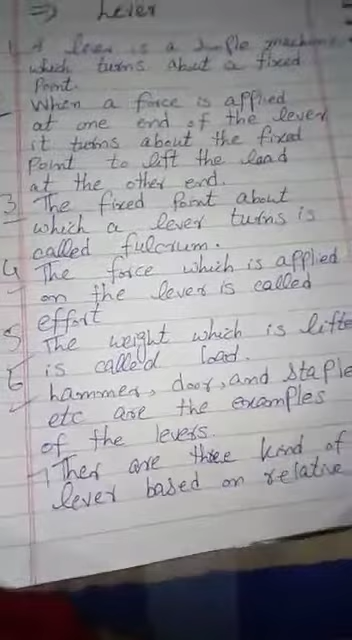 => Lever
1. A lever is a simple machine
which turns about a fixed
Point.
When a force is applied
at one end of the lever
it turns about the fixed
Point to lift the load
at the other end.
3 The fixed Point about
which a lever turns is
called fulcrum.
4 The force which is applied
on the lever is called
effort
5 The weight which is lifte
is called load.
6 hammer, door, and staple
etc are the examples
of the levers.
7 Ther are three kind of
lever based on relative